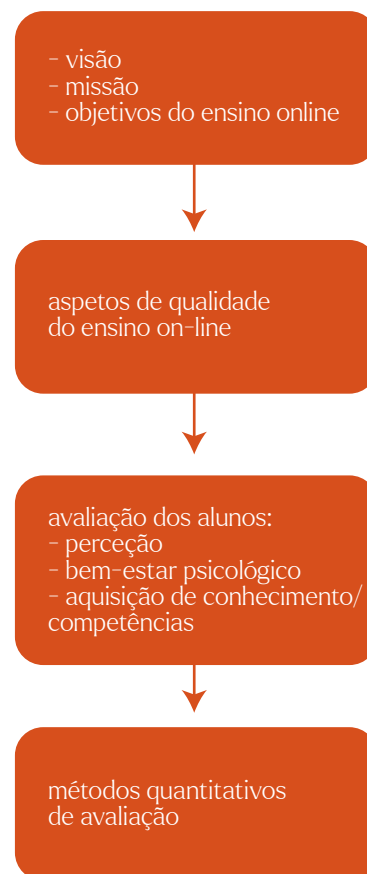 - visão
- missão
- objetivos do ensino online
aspetos de qualidade
do ensino on-line
avaliação dos alunos:
- perceção
- bem-estar psicológico
- aquisição de conhecimento/
competências
métodos quantitativos
de avaliação